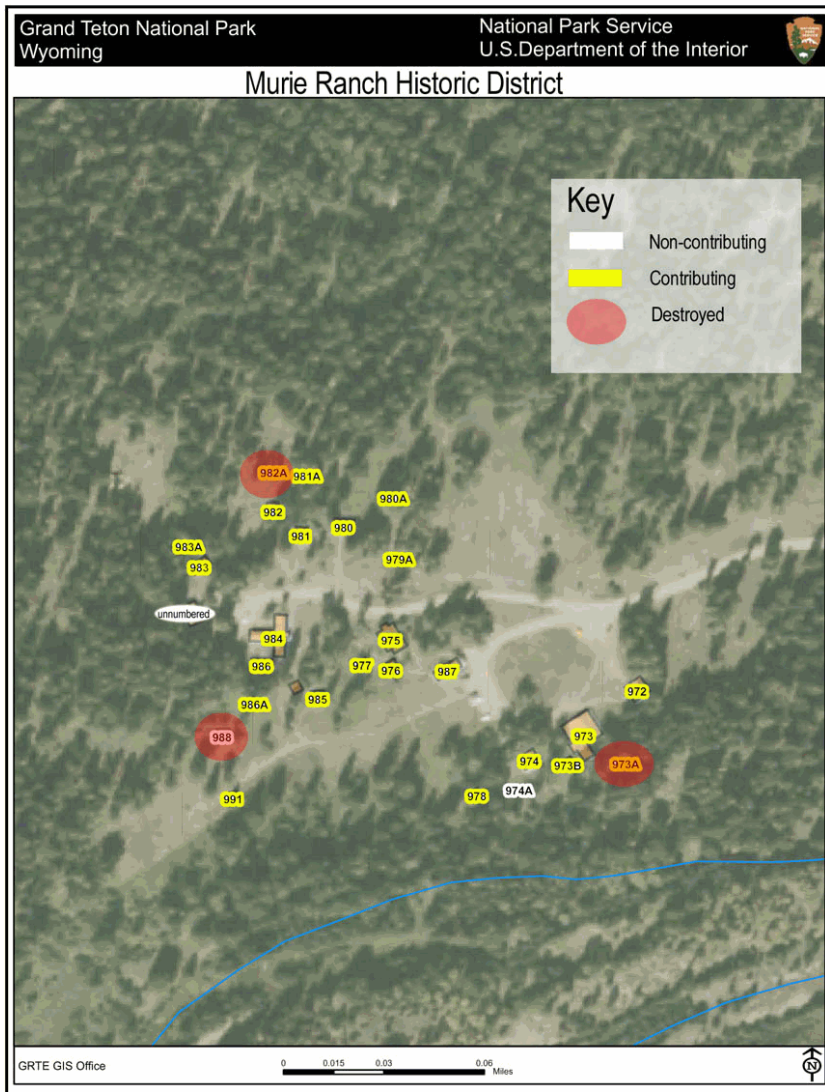 Grand Teton National Park
Wyoming
National Park Service
U.S.Department of the Interior
Murie Ranch Historic District
Key
Non-contributing
Contributing
Destroyed
982A
981A
980A
982
980
981
983A
979A
983
unnumbered
984
975
986
977
976
987
972
985
986A
988
973
974
973B
973A
974A
978
991
GRTE GIS Office
0 0.015 0.03 0.06
Miles
N